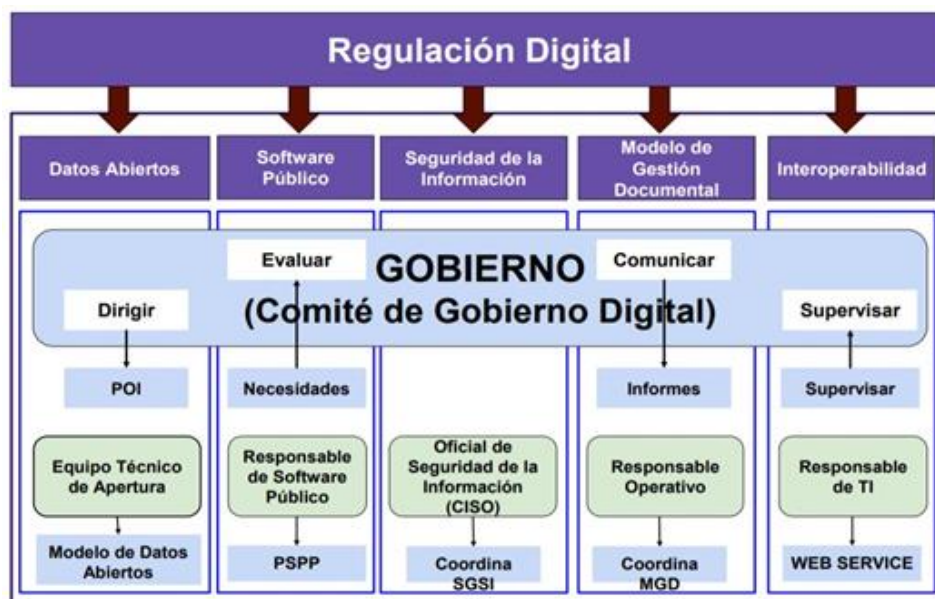 Regulación Digital
Datos Abiertos
Software
Público
Seguridad de la
Información
Modelo de
Gestión
Documental
Interoperabilidad
Evaluar
Comunicar
GOBIERNO
Dirigir
(Comité de Gobierno Digital)
Supervisar
POI
Necesidades
Informes
Supervisar
Equipo Técnico
de Apertura
Responsable
de Software
Público
Oficial de
Seguridad de la
Información
(CISO)
Responsable
Operativo
Responsable
de TI
Modelo de Datos
Abiertos
PSPP
Coordina
SGSI
Coordina
MGD
WEB SERVICE